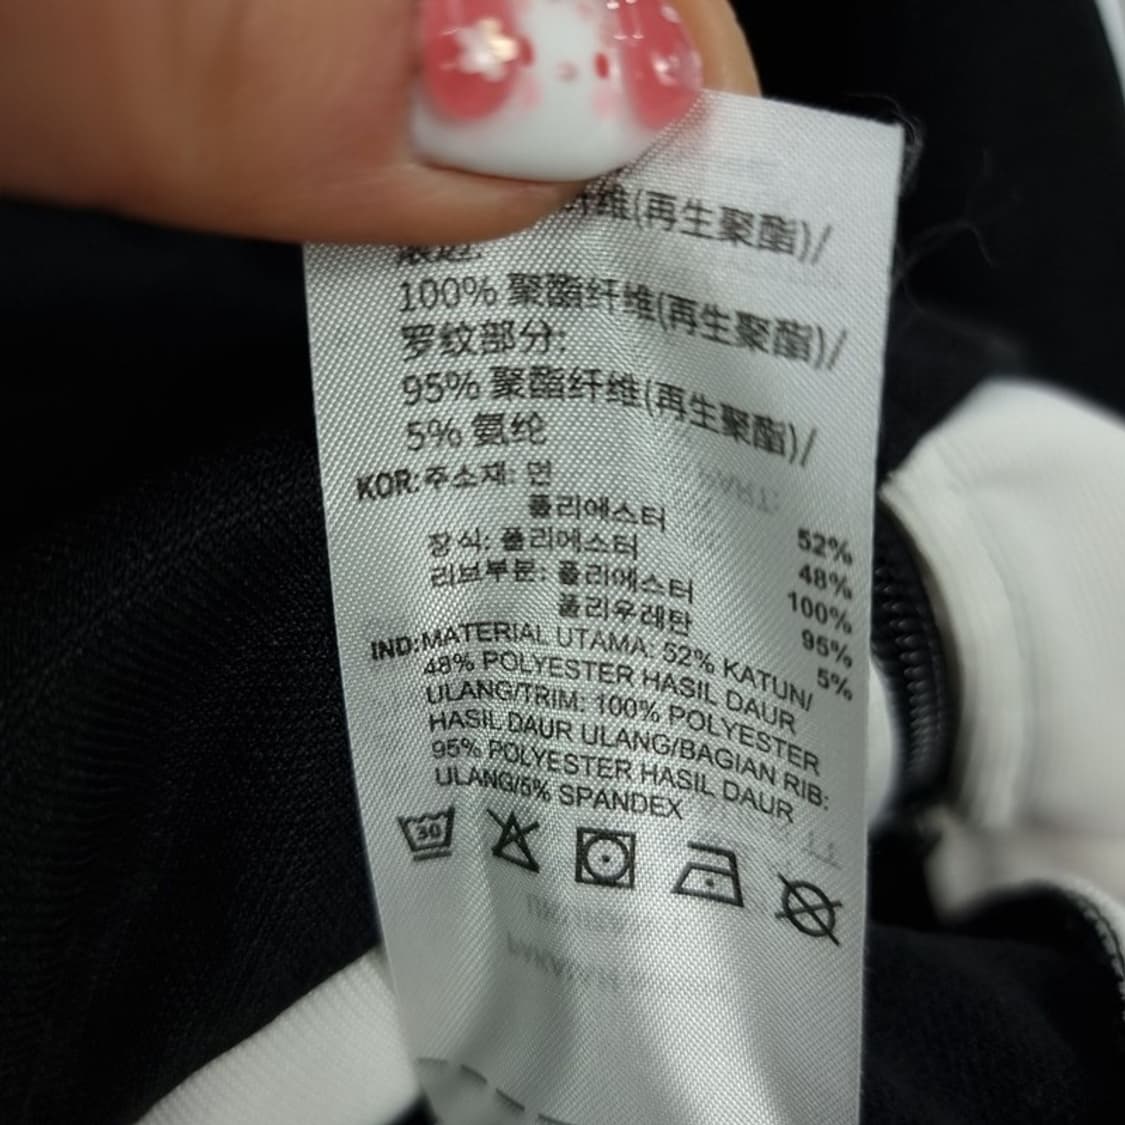 纤维(再生聚酯)/
滚边:
100% 聚酯纤维(再生聚酯)/
罗纹部分:
95% 聚酯纤维(再生聚酯)/
5% 氨纶
KOR: 주소재: 면 52%
폴리에스터 48%
장식: 폴리에스터 100%
리브부분: 폴리에스터 95%
폴리우레탄 5%
IND: MATERIAL UTAMA: 52% KATUN/
48% POLYESTER HASIL DAUR
ULANG/TRIM: 100% POLYESTER
HASIL DAUR ULANG/BAGIAN RIB:
95% POLYESTER HASIL DAUR
ULANG/5% SPANDEX
30